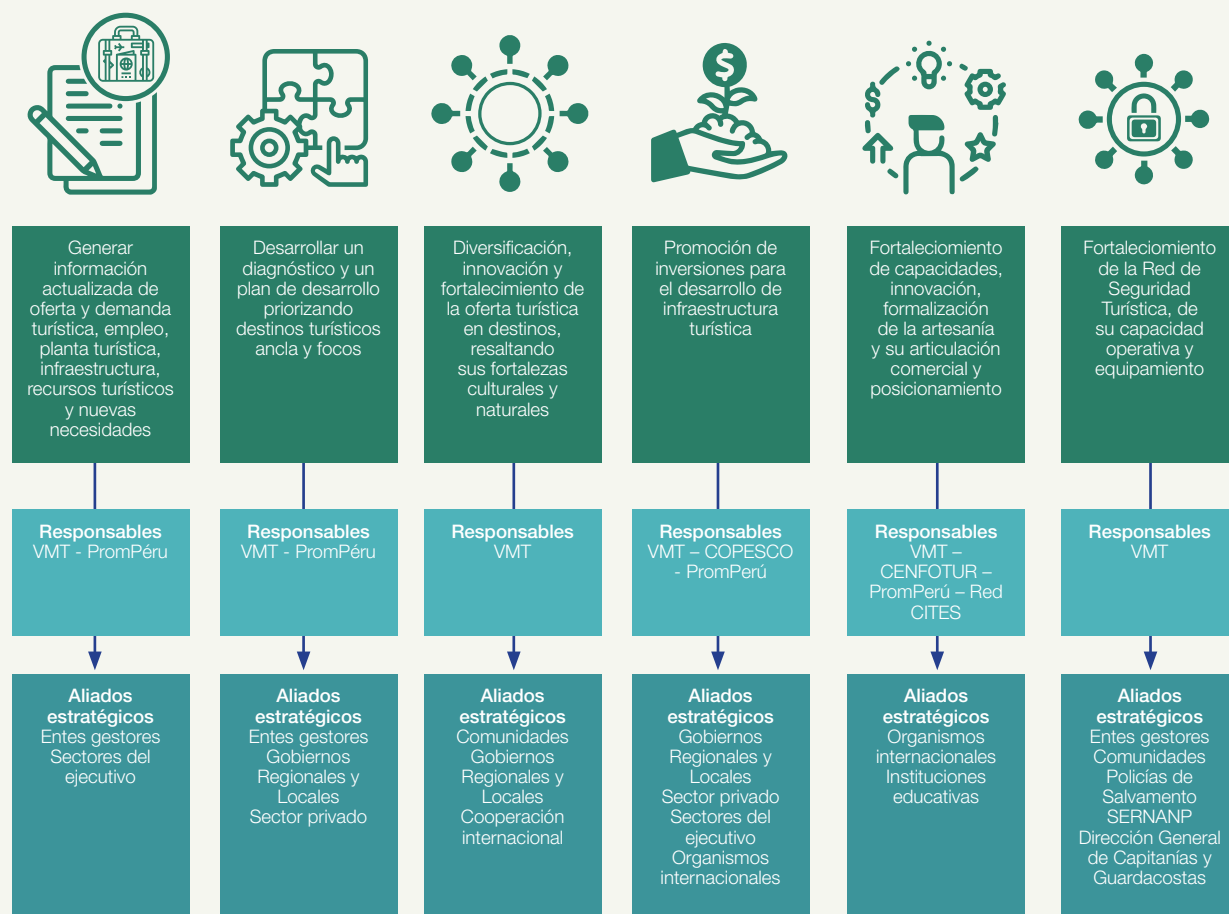 Generar
información
actualizada de
oferta y demanda
turística, empleo,
planta turística,
infraestructura,
recursos turísticos
y nuevas
necesidades
Responsables
VMT - PromPéru
Aliados
estratégicos
Entes gestores
Sectores del
ejecutivo
Desarrollar un
diagnóstico y un
plan de desarrollo
priorizando
destinos turísticos
ancla y focos
Responsables
VMT - PromPéru
Aliados
estratégicos
Entes gestores
Gobiernos
Regionales y
Locales
Sector privado
Diversificación,
innovación y
fortalecimiento de
la oferta turística
en destinos,
resaltando
sus fortalezas
culturales y
naturales
Responsables
VMT
Aliados
estratégicos
Comunidades
Gobiernos
Regionales y
Locales
Cooperación
internacional
Promoción de
inversiones para
el desarrollo de
infraestructura
turística
Responsables
VMT – COPESCO
- PromPerú
Aliados
estratégicos
Gobiernos
Regionales y
Locales
Sector privado
Sectores del
ejecutivo
Organismos
internacionales
Fortaleciomiento
de capacidades,
innovación,
formalización
de la artesanía
y su articulación
comercial y
posicionamiento
Responsables
VMT –
CENFOTUR –
PromPerú – Red
CITES
Aliados
estratégicos
Organismos
internacionales
Instituciones
educativas
Fortaleciomiento
de la Red de
Seguridad
Turística, de
su capacidad
operativa y
equipamiento
Responsables
VMT
Aliados
estratégicos
Entes gestores
Comunidades
Policías de
Salvamento
SERNANP
Dirección General
de Capitanías y
Guardacostas